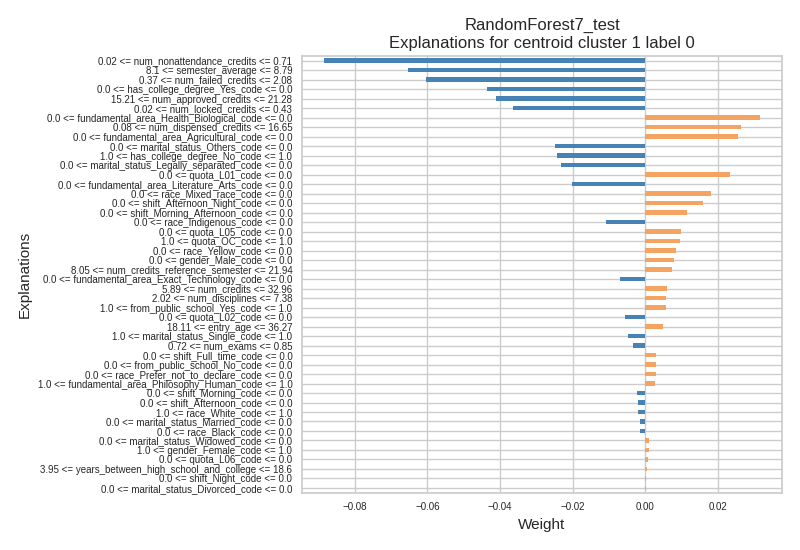 RandomForest7_test
Explanations for centroid cluster 1 label 0
0.02 <= num_nonattendance_credits <= 0.71
8.1 <= semester_average <= 8.79
0.37 <= num_failed_credits <= 2.08
0.0 <= has_college_degree_Yes_code <= 0.0
15.21 <= num_approved_credits <= 21.28
0.02 <= num_locked_credits <= 0.43
0.0 <= fundamental_area_Health_Biological_code <= 0.0
0.08 <= num_dispensed_credits <= 16.65
0.0 <= fundamental_area_Agricultural_code <= 0.0
0.0 <= marital_status_Others_code <= 0.0
1.0 <= has_college_degree_No_code <= 1.0
0.0 <= marital_status_Legally_separated_code <= 0.0
0.0 <= quota_L01_code <= 0.0
0.0 <= fundamental_area_Literature_Arts_code <= 0.0
0.0 <= race_Mixed_race_code <= 0.0
0.0 <= shift_Afternoon_Night_code <= 0.0
0.0 <= shift_Morning_Afternoon_code <= 0.0
0.0 <= race_Indigenous_code <= 0.0
0.0 <= quota_L05_code <= 0.0
1.0 <= quota_OC_code <= 1.0
0.0 <= race_Yellow_code <= 0.0
0.0 <= gender_Male_code <= 0.0
8.05 <= num_credits_reference_semester <= 21.94
0.0 <= fundamental_area_Exact_Technology_code <= 0.0
5.89 <= num_credits <= 32.96
2.02 <= num_disciplines <= 7.38
1.0 <= from_public_school_Yes_code <= 1.0
0.0 <= quota_L02_code <= 0.0
18.11 <= entry_age <= 36.27
1.0 <= marital_status_Single_code <= 1.0
0.72 <= num_exams <= 0.85
0.0 <= shift_Full_time_code <= 0.0
0.0 <= from_public_school_No_code <= 0.0
0.0 <= race_Prefer_not_to_declare_code <= 0.0
1.0 <= fundamental_area_Philosophy_Human_code <= 1.0
0.0 <= shift_Morning_code <= 0.0
0.0 <= shift_Afternoon_code <= 0.0
1.0 <= race_White_code <= 1.0
0.0 <= marital_status_Married_code <= 0.0
0.0 <= race_Black_code <= 0.0
0.0 <= marital_status_Widowed_code <= 0.0
1.0 <= gender_Female_code <= 1.0
0.0 <= quota_L06_code <= 0.0
3.95 <= years_between_high_school_and_college <= 18.6
0.0 <= shift_Night_code <= 0.0
0.0 <= marital_status_Divorced_code <= 0.0
Explanations
−0.08 −0.06 −0.04 −0.02 0.00 0.02
Weight